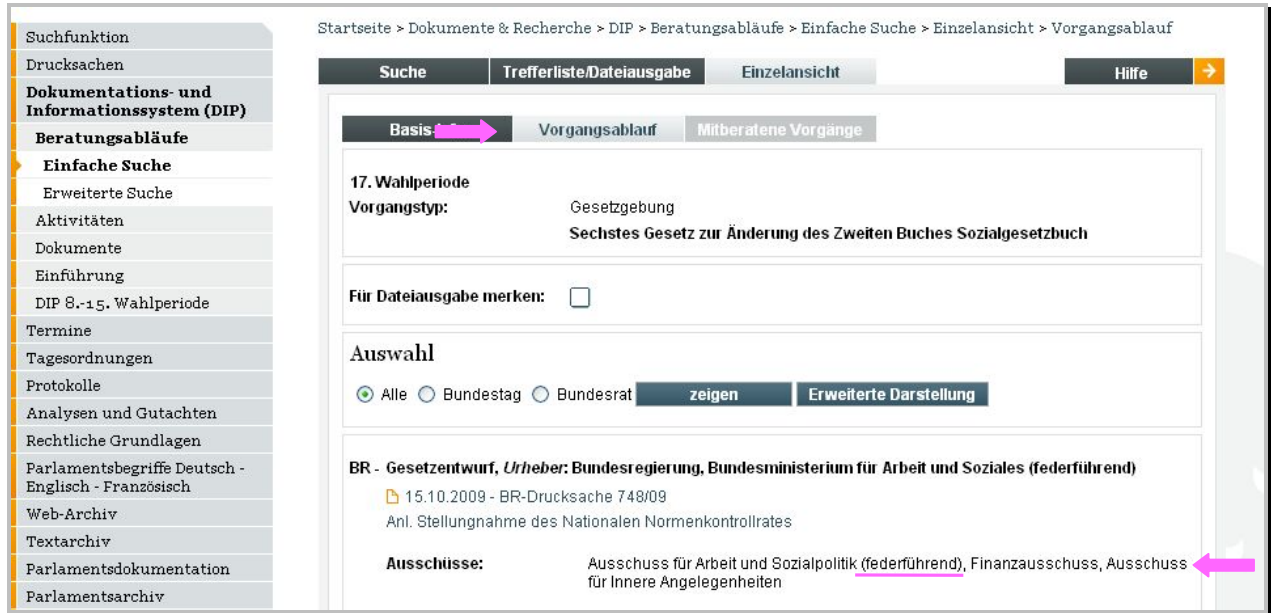 Startseite > Dokumente & Recherche > DIP > Beratungsabläufe > Einfache Suche > Einzelansicht > Vorgangsablauf
Suchfunktion
Drucksachen
Dokumentations- und
Informationssystem (DIP)
Beratungsabläufe
Einfache Suche
Erweiterte Suche
Aktivitäten
Dokumente
Einführung
DIP 8.-15. Wahlperiode
Termine
Tagesordnungen
Protokolle
Analysen und Gutachten
Rechtliche Grundlagen
Parlamentsbegriffe Deutsch -
Englisch - Französisch
Web-Archiv
Textarchiv
Parlamentsdokumentation
Parlamentsarchiv
Suche Trefferliste/Dateiausgabe Einzelansicht Hilfe
Vorgangsablauf Mitberatene Vorgänge
17. Wahlperiode
Vorgangstyp: Gesetzgebung
Sechstes Gesetz zur Änderung des Zweiten Buches Sozialgesetzbuch
Für Dateiausgabe merken:
Auswahl
Alle Bundestag Bundesrat zeigen Erweiterte Darstellung
BR - Gesetzentwurf, Urheber: Bundesregierung, Bundesministerium für Arbeit und Soziales (federführend)
15.10.2009 - BR-Drucksache 748/09
Anl. Stellungnahme des Nationalen Normenkontrollrates
Ausschüsse: Ausschuss für Arbeit und Sozialpolitik (federführend), Finanzausschuss, Ausschuss
für Innere Angelegenheiten